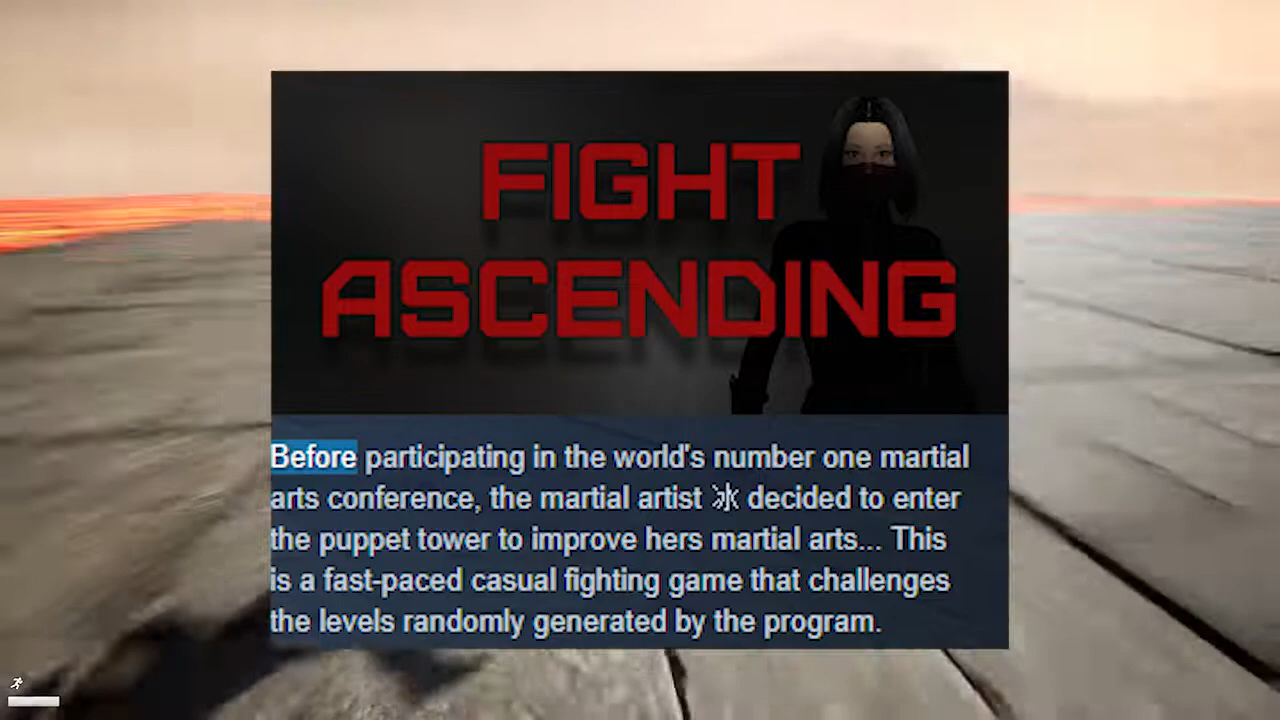 FIGHT
ASCENDING
Before participating in the world's number one martial
arts conference, the martial artist 冰 decided to enter
the puppet tower to improve hers martial arts... This
is a fast-paced casual fighting game that challenges
the levels randomly generated by the program.